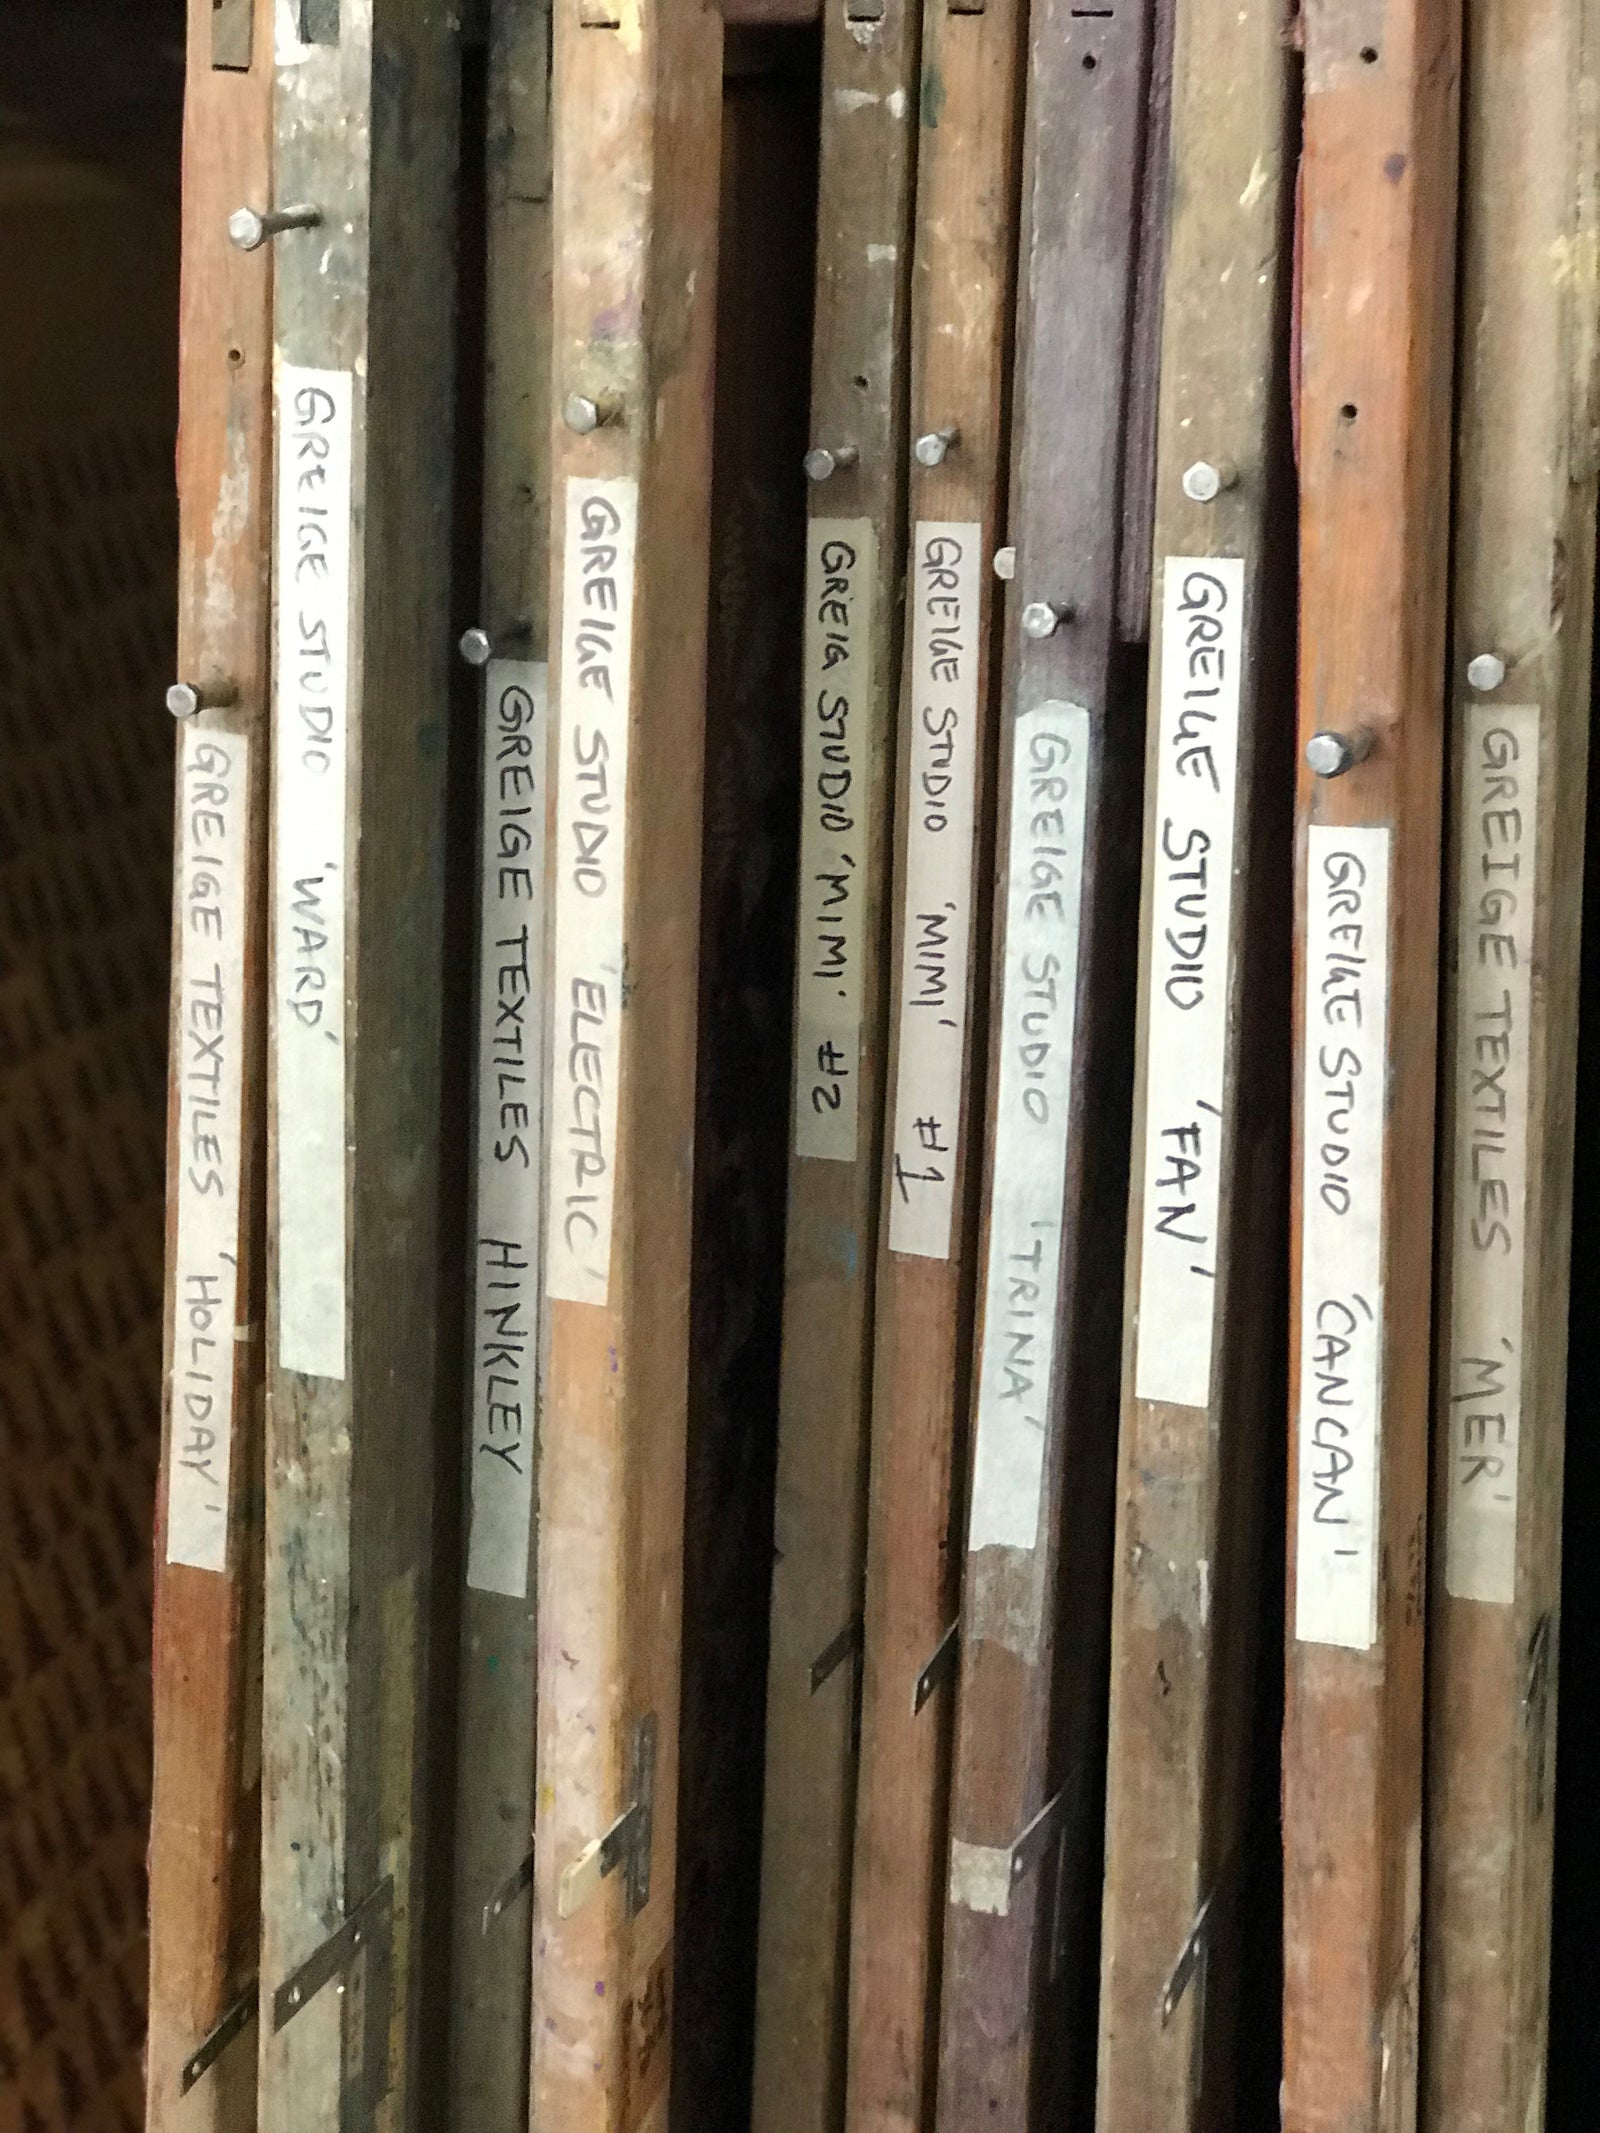 GREIGE TEXTILES 'HOLIDAY'
GREIGE STUDIO 'WARD'
GREIGE TEXTILES HINKLEY
GREIGE STUDIO 'ELECTRIC'
GREIG STUDIO 'MIMI' #2
GREIGE STUDIO 'MIMI' #1
GREIGE STUDIO 'TRINA'
GREIGE STUDIO 'FAN'
GREIGE STUDIO 'CANCAN'
GREIGE TEXTILES 'MER'